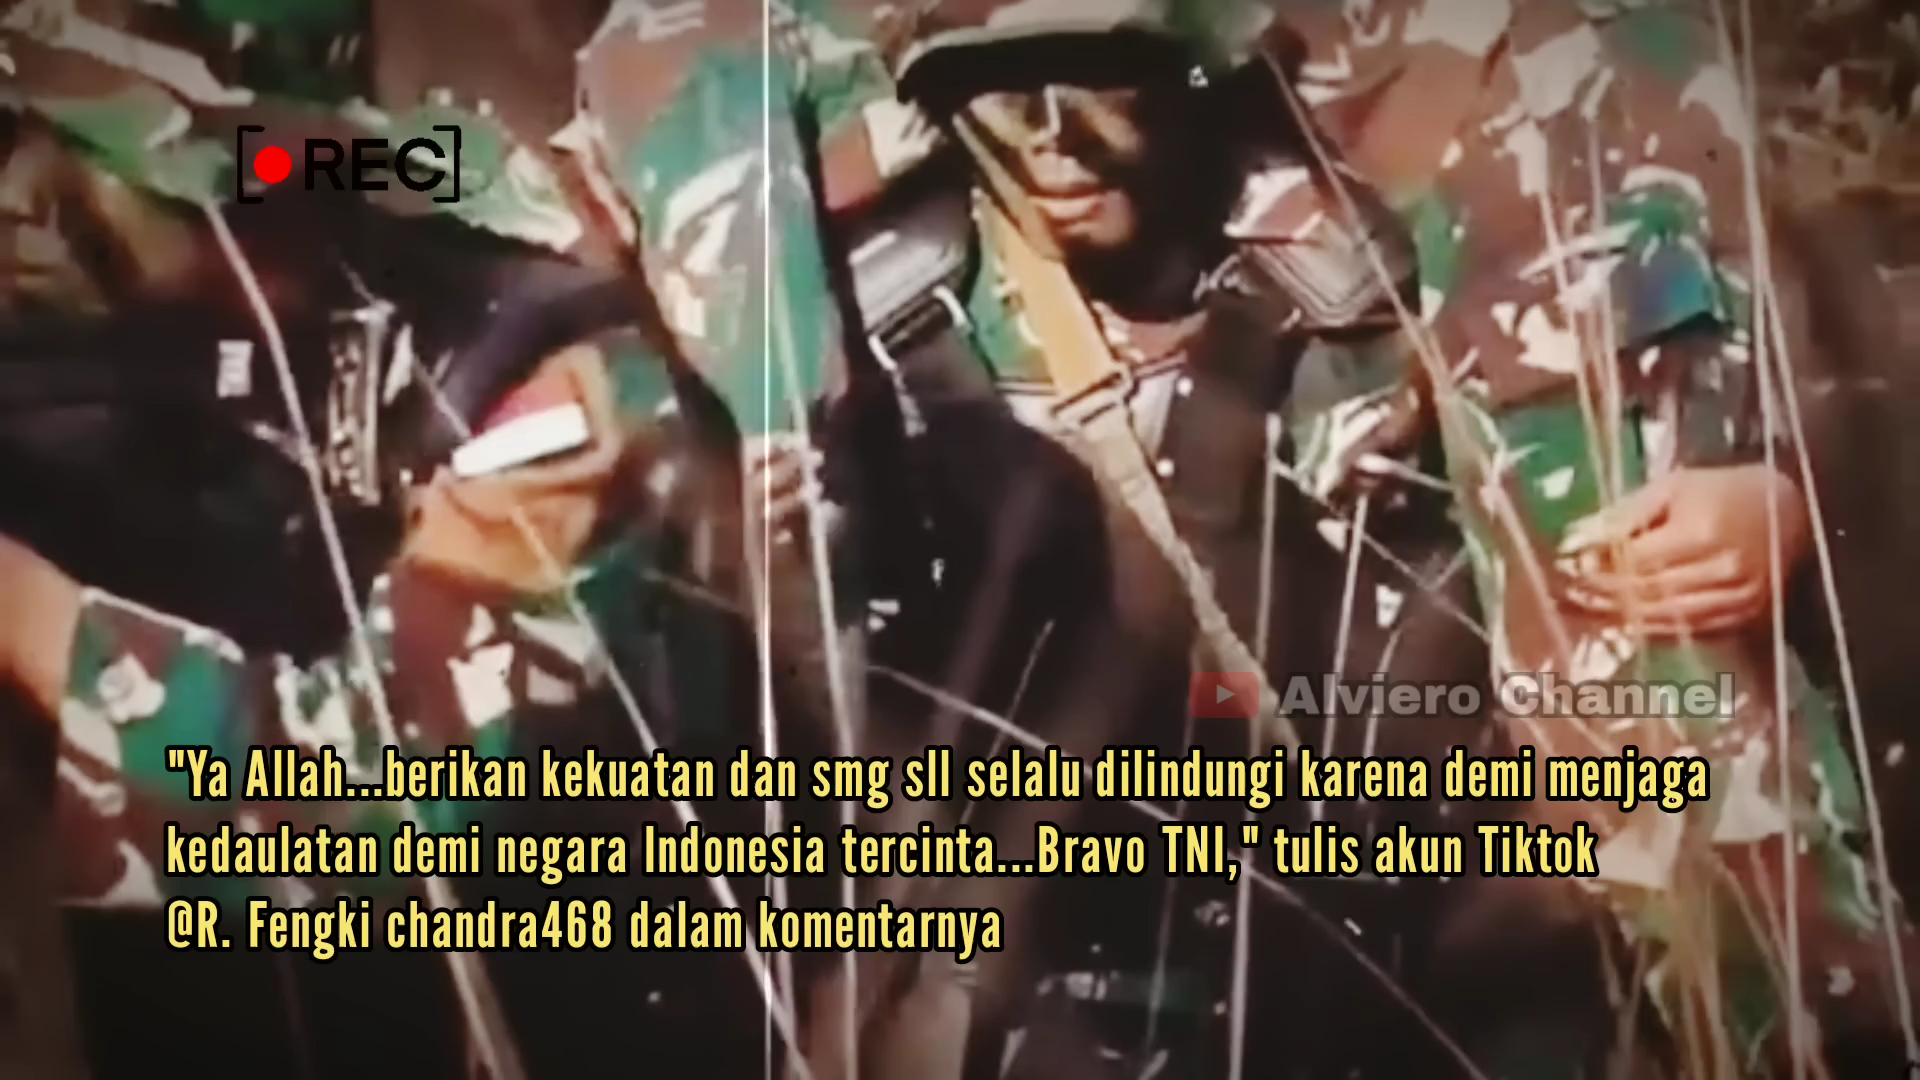 REC
Alviero Channel
"Ya Allah...berikan kekuatan dan smg sll selalu dilindungi karena demi menjaga
kedaulatan demi negara Indonesia tercinta...Bravo TNI," tulis akun Tiktok
@R. Fengki chandra468 dalam komentarnya